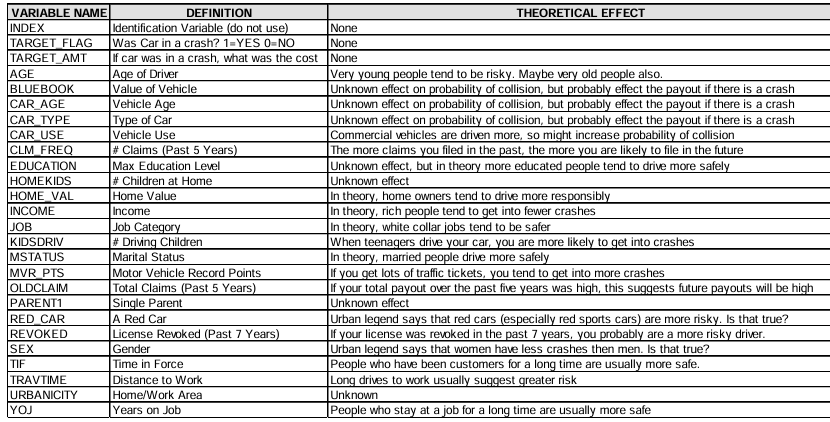 VARIABLE NAME DEFINITION THEORETICAL EFFECT
INDEX Identification Variable (do not use) None
TARGET_FLAG Was Car in a crash? 1=YES 0=NO None
TARGET_AMT If car was in a crash, what was the cost None
AGE Age of Driver Very young people tend to be risky. Maybe very old people also.
BLUEBOOK Value of Vehicle Unknown effect on probability of collision, but probably effect the payout if there is a crash
CAR_AGE Vehicle Age Unknown effect on probability of collision, but probably effect the payout if there is a crash
CAR_TYPE Type of Car Unknown effect on probability of collision, but probably effect the payout if there is a crash
CAR_USE Vehicle Use Commercial vehicles are driven more, so might increase probability of collision
CLM_FREQ # Claims (Past 5 Years) The more claims you filed in the past, the more you are likely to file in the future
EDUCATION Max Education Level Unknown effect, but in theory more educated people tend to drive more safely
HOMEKIDS # Children at Home Unknown effect
HOME_VAL Home Value In theory, home owners tend to drive more responsibly
INCOME Income In theory, rich people tend to get into fewer crashes
JOB Job Category In theory, white collar jobs tend to be safer
KIDSDRIV # Driving Children When teenagers drive your car, you are more likely to get into crashes
MSTATUS Marital Status In theory, married people drive more safely
MVR_PTS Motor Vehicle Record Points If you get lots of traffic tickets, you tend to get into more crashes
OLDCLAIM Total Claims (Past 5 Years) If your total payout over the past five years was high, this suggests future payouts will be high
PARENT1 Single Parent Unknown effect
RED_CAR A Red Car Urban legend says that red cars (especially red sports cars) are more risky. Is that true?
REVOKED License Revoked (Past 7 Years) If your license was revoked in the past 7 years, you probably are a more risky driver.
SEX Gender Urban legend says that women have less crashes then men. Is that true?
TIF Time in Force People who have been customers for a long time are usually more safe.
TRAVTIME Distance to Work Long drives to work usually suggest greater risk
URBANICITY Home/Work Area Unknown
YOJ Years on Job People who stay at a job for a long time are usually more safe